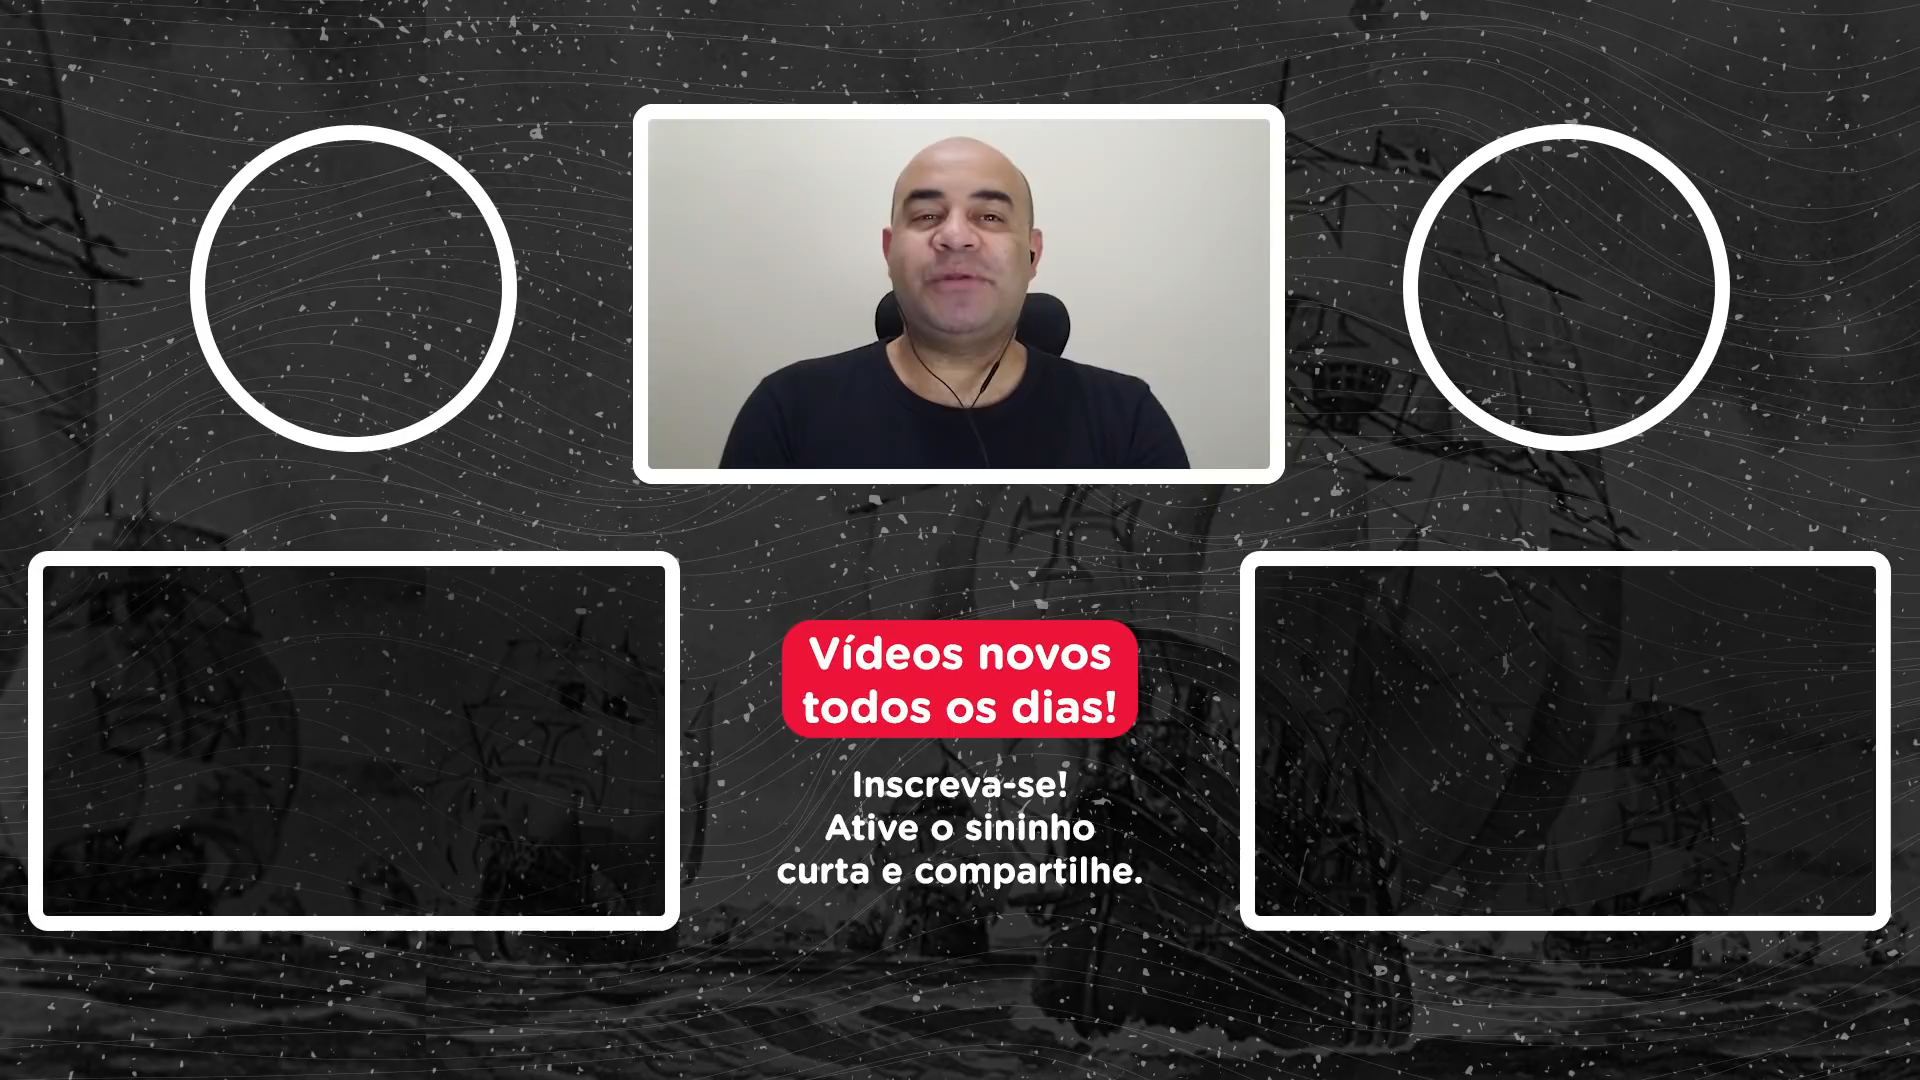 Vídeos novos
todos os dias!
Inscreva-se!
Ative o sininho
curta e compartilhe.